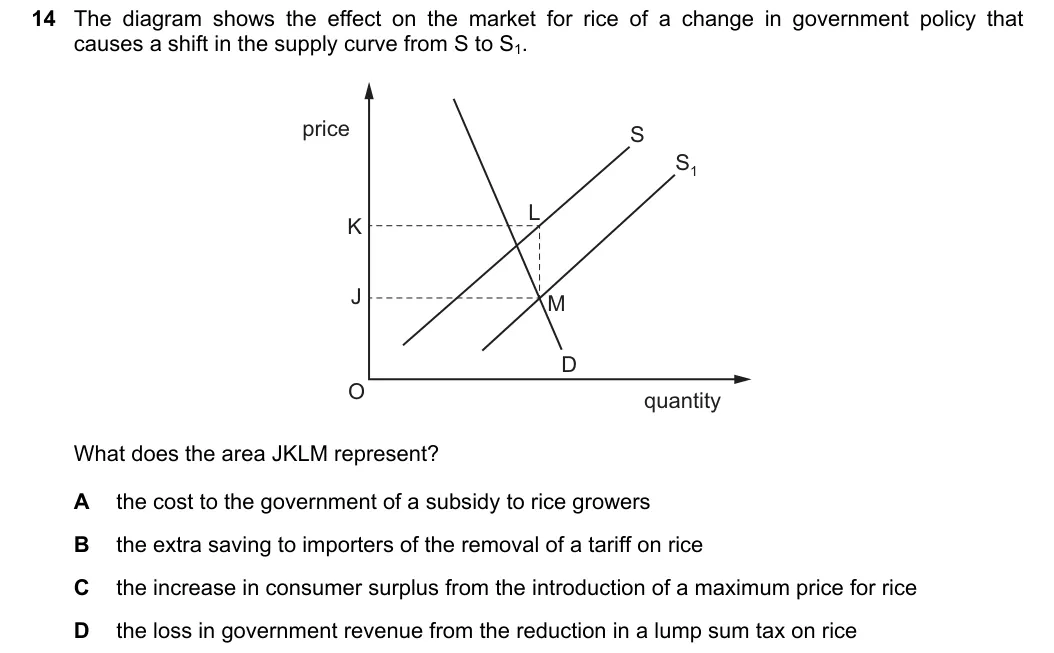 14 The diagram shows the effect on the market for rice of a change in government policy that
causes a shift in the supply curve from S to S₁.
price
S
S₁
L
K
J
M
D
O
quantity
What does the area JKLM represent?
A the cost to the government of a subsidy to rice growers
B the extra saving to importers of the removal of a tariff on rice
C the increase in consumer surplus from the introduction of a maximum price for rice
D the loss in government revenue from the reduction in a lump sum tax on rice